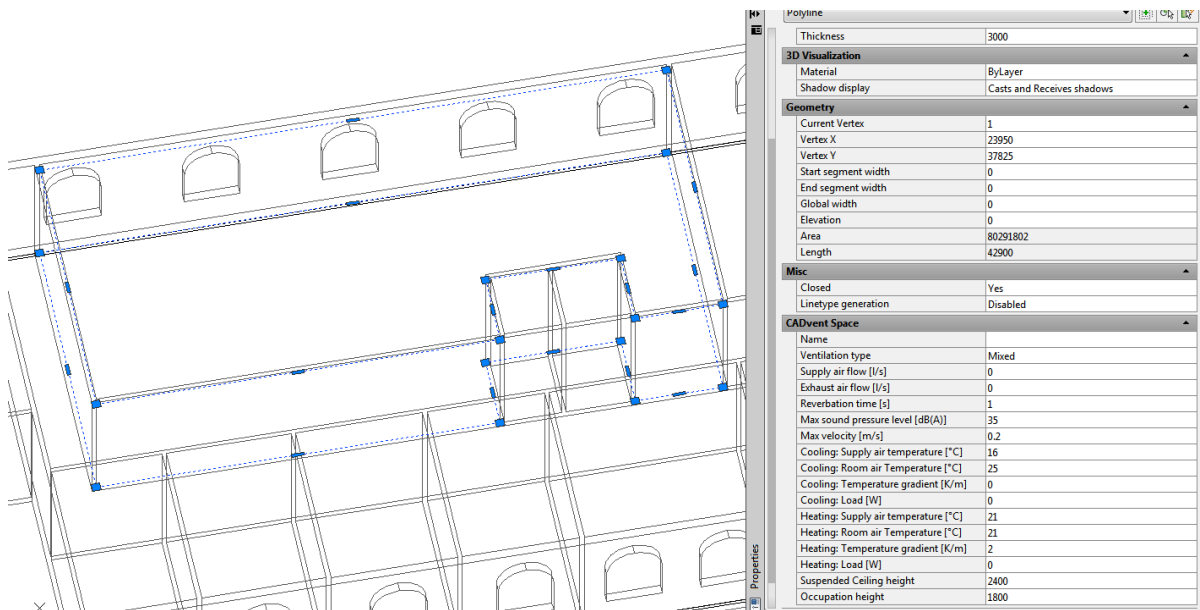 Polyline
Thickness 3000
3D Visualization
Material ByLayer
Shadow display Casts and Receives shadows
Geometry
Current Vertex 1
Vertex X 23950
Vertex Y 37825
Start segment width 0
End segment width 0
Global width 0
Elevation 0
Area 80291802
Length 42900
Misc
Closed Yes
Linetype generation Disabled
CADvent Space
Name
Ventilation type Mixed
Supply air flow [l/s] 0
Exhaust air flow [l/s] 0
Reverbation time [s] 1
Max sound pressure level [dB(A)] 35
Max velocity [m/s] 0.2
Cooling: Supply air temperature [°C] 16
Cooling: Room air Temperature [°C] 25
Cooling: Temperature gradient [K/m] 0
Cooling: Load [W] 0
Heating: Supply air temperature [°C] 21
Heating: Room air Temperature [°C] 21
Heating: Temperature gradient [K/m] 2
Heating: Load [W] 0
Suspended Ceiling height 2400
Occupation height 1800
Properties